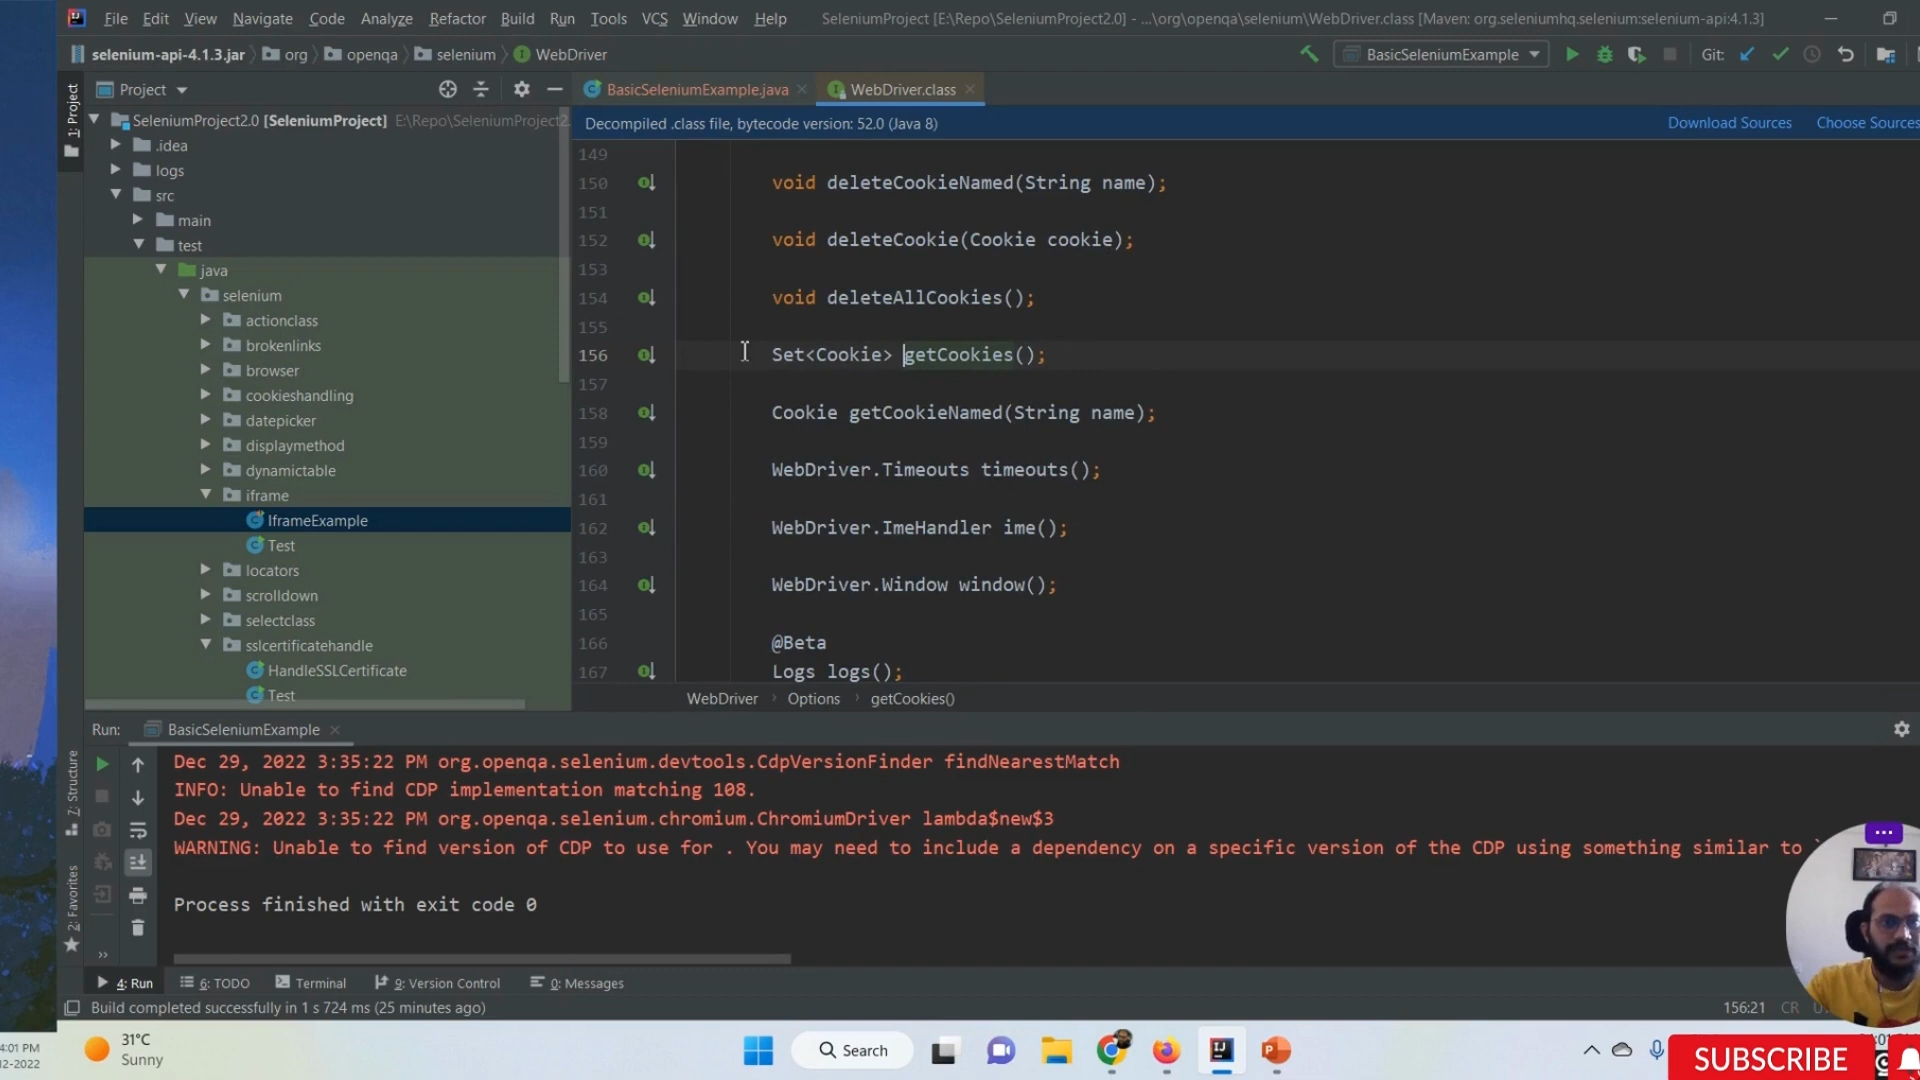 File Edit View Navigate Code Analyze Refactor Build Run Tools VCS Window Help SeleniumProject [E:\Repo\SeleniumProject2.0] - ...\org\openqa\selenium\WebDriver.class [Maven: org.seleniumhq.selenium:selenium-api:4.1.3]
selenium-api-4.1.3.jar org openqa selenium WebDriver BasicSeleniumExample Git:
1: Project
Project
BasicSeleniumExample.java WebDriver.class
SeleniumProject2.0 [SeleniumProject] E:\Repo\SeleniumProject2.
.idea
logs
src
main
test
java
selenium
actionclass
brokenlinks
browser
cookieshandling
datepicker
displaymethod
dynamictable
iframe
IframeExample
Test
locators
scrolldown
selectclass
sslcertificatehandle
HandleSSLCertificate
Test
Decompiled .class file, bytecode version: 52.0 (Java 8) Download Sources Choose Sources
149
150 void deleteCookieNamed(String name);
151
152 void deleteCookie(Cookie cookie);
153
154 void deleteAllCookies();
155
156 Set<Cookie> getCookies();
157
158 Cookie getCookieNamed(String name);
159
160 WebDriver.Timeouts timeouts();
161
162 WebDriver.ImeHandler ime();
163
164 WebDriver.Window window();
165
166 @Beta
167 Logs logs();
WebDriver Options getCookies()
Run: BasicSeleniumExample
Dec 29, 2022 3:35:22 PM org.openqa.selenium.devtools.CdpVersionFinder findNearestMatch
INFO: Unable to find CDP implementation matching 108.
Dec 29, 2022 3:35:22 PM org.openqa.selenium.chromium.ChromiumDriver lambda$new$3
WARNING: Unable to find version of CDP to use for . You may need to include a dependency on a specific version of the CDP using something similar to `
Process finished with exit code 0
7: Structure
2: Favorites
4: Run 6: TODO Terminal 9: Version Control 0: Messages
Build completed successfully in 1 s 724 ms (25 minutes ago) 156:21 CR
4:01 PM
12-2022
31°C
Sunny
Search
SUBSCRIBE